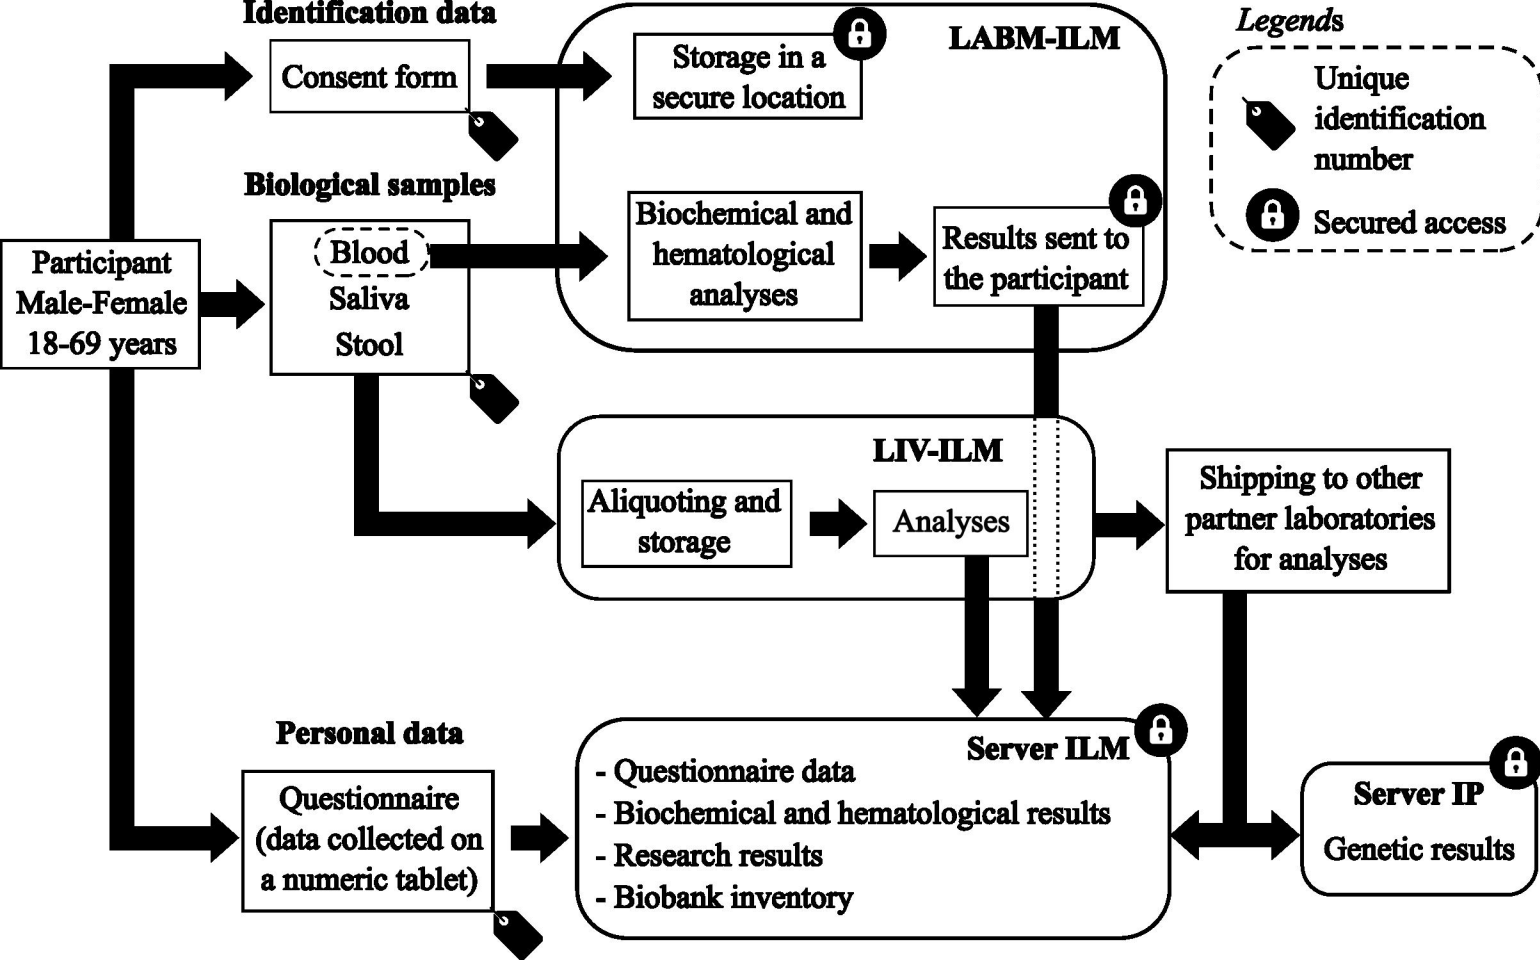 Identification data
Consent form
LABM-ILM
Storage in a
secure location
Legends
Unique
identification
number
Secured access
Biological samples
Blood
Saliva
Stool
Biochemical and
hematological
analyses
Results sent to
the participant
Participant
Male-Female
18-69 years
LIV-ILM
Aliquoting and
storage
Analyses
Shipping to other
partner laboratories
for analyses
Personal data
Questionnaire
(data collected on
a numeric tablet)
Server ILM
- Questionnaire data
- Biochemical and hematological results
- Research results
- Biobank inventory
Server IP
Genetic results